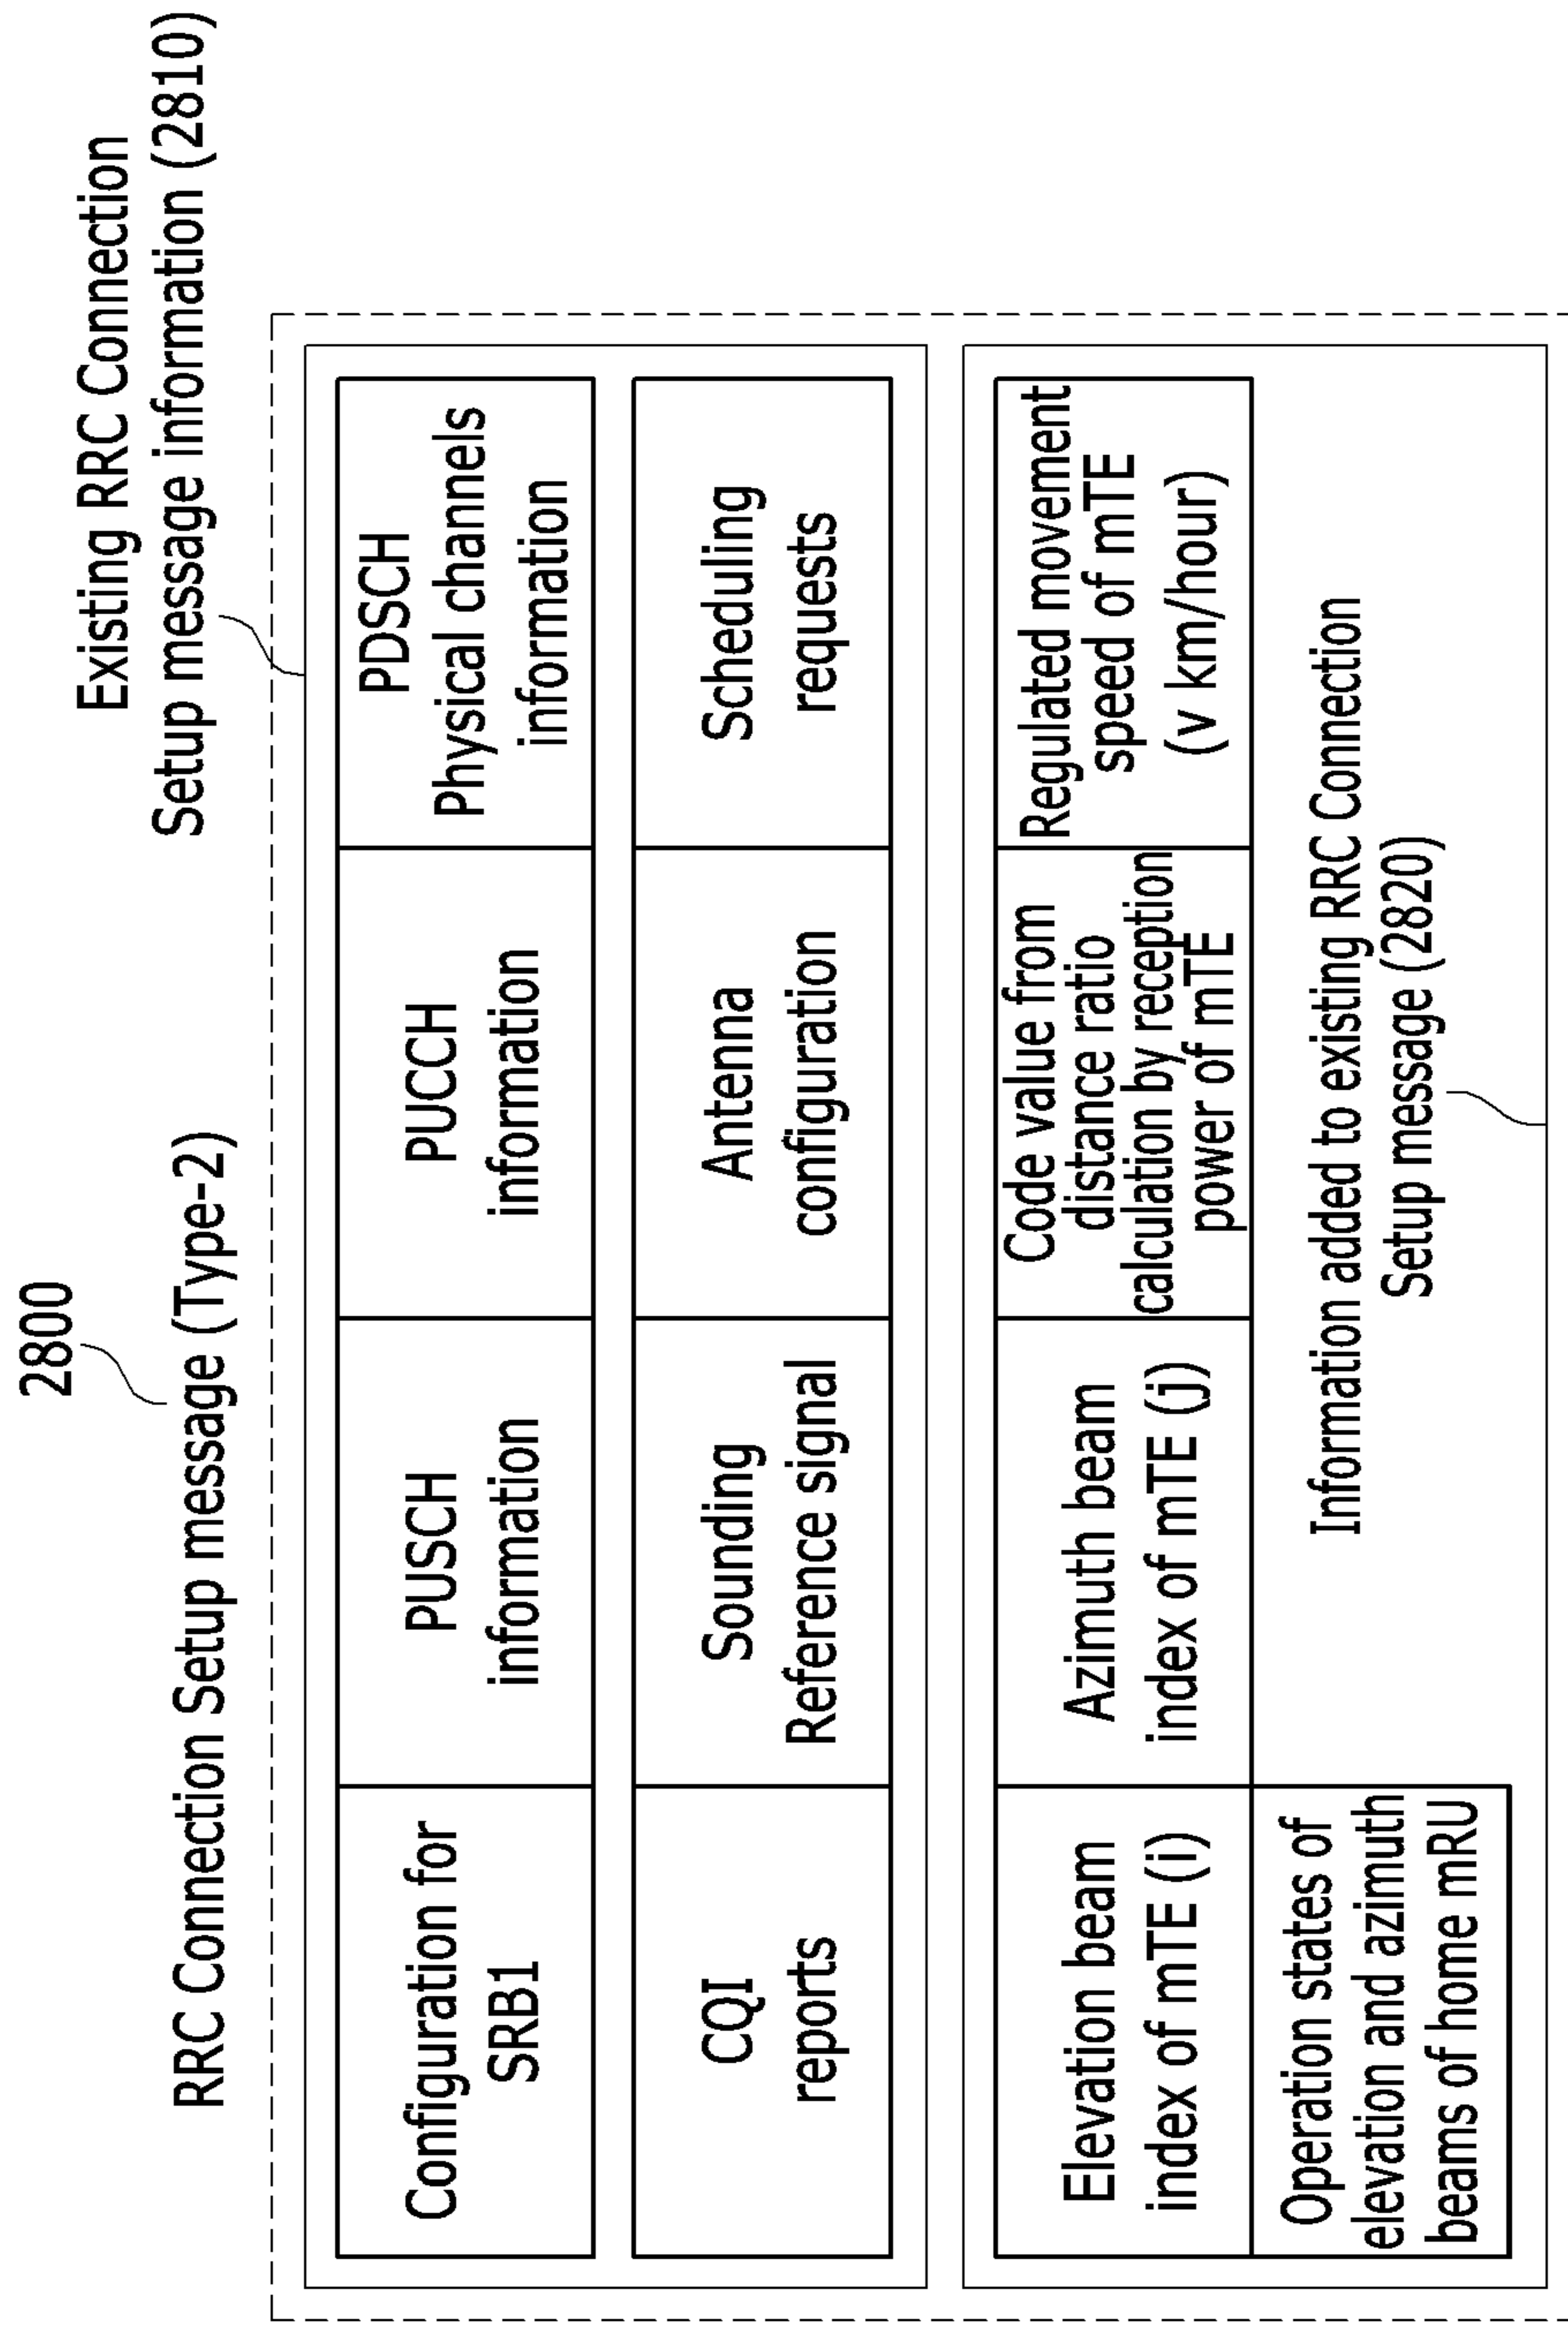 2800
RRC Connection Setup message (Type-2)
Existing RRC Connection
Setup message information (2810)
Configuration for
SRB1
PUSCH
information
PUCCH
information
PDSCH
Physical channels
information
CQI
reports
Sounding
Reference signal
Antenna
configuration
Scheduling
requests
Elevation beam
index of mTE (i)
Azimuth beam
index of mTE (j)
Code value from
distance ratio
calculation by reception
power of mTE
Regulated movement
speed of mTE
(v km/hour)
Operation states of
elevation and azimuth
beams of home mRU
Information added to existing RRC Connection
Setup message (2820)